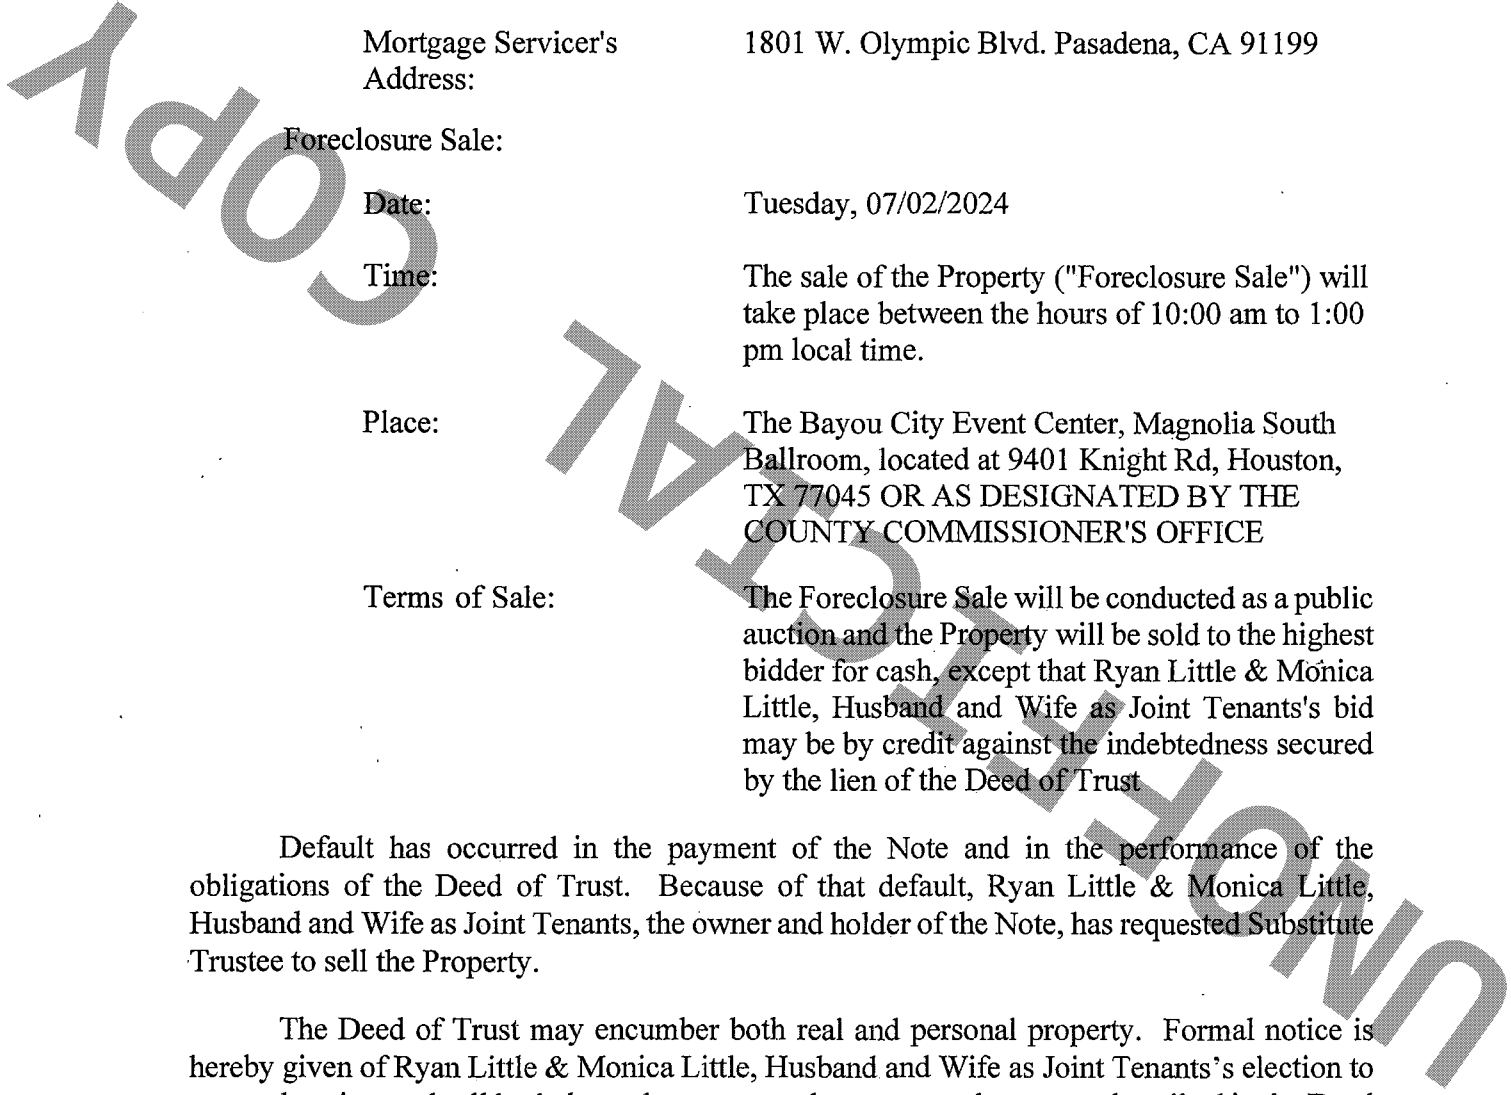 Mortgage Servicer's 1801 W. Olympic Blvd. Pasadena, CA 91199
Address:
Foreclosure Sale:
Date: Tuesday, 07/02/2024
Time: The sale of the Property ("Foreclosure Sale") will
take place between the hours of 10:00 am to 1:00
pm local time.
Place: The Bayou City Event Center, Magnolia South
Ballroom, located at 9401 Knight Rd, Houston,
TX 77045 OR AS DESIGNATED BY THE
COUNTY COMMISSIONER'S OFFICE
Terms of Sale: The Foreclosure Sale will be conducted as a public
auction and the Property will be sold to the highest
bidder for cash, except that Ryan Little & Monica
Little, Husband and Wife as Joint Tenants's bid
may be by credit against the indebtedness secured
by the lien of the Deed of Trust
Default has occurred in the payment of the Note and in the performance of the
obligations of the Deed of Trust. Because of that default, Ryan Little & Monica Little,
Husband and Wife as Joint Tenants, the owner and holder of the Note, has requested Substitute
Trustee to sell the Property.
The Deed of Trust may encumber both real and personal property. Formal notice is
hereby given of Ryan Little & Monica Little, Husband and Wife as Joint Tenants's election to
UNOFFICIAL COPY